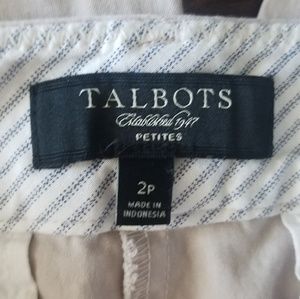 TALBOTS
Established 1947
PETITES
2P
MADE IN
INDONESIA